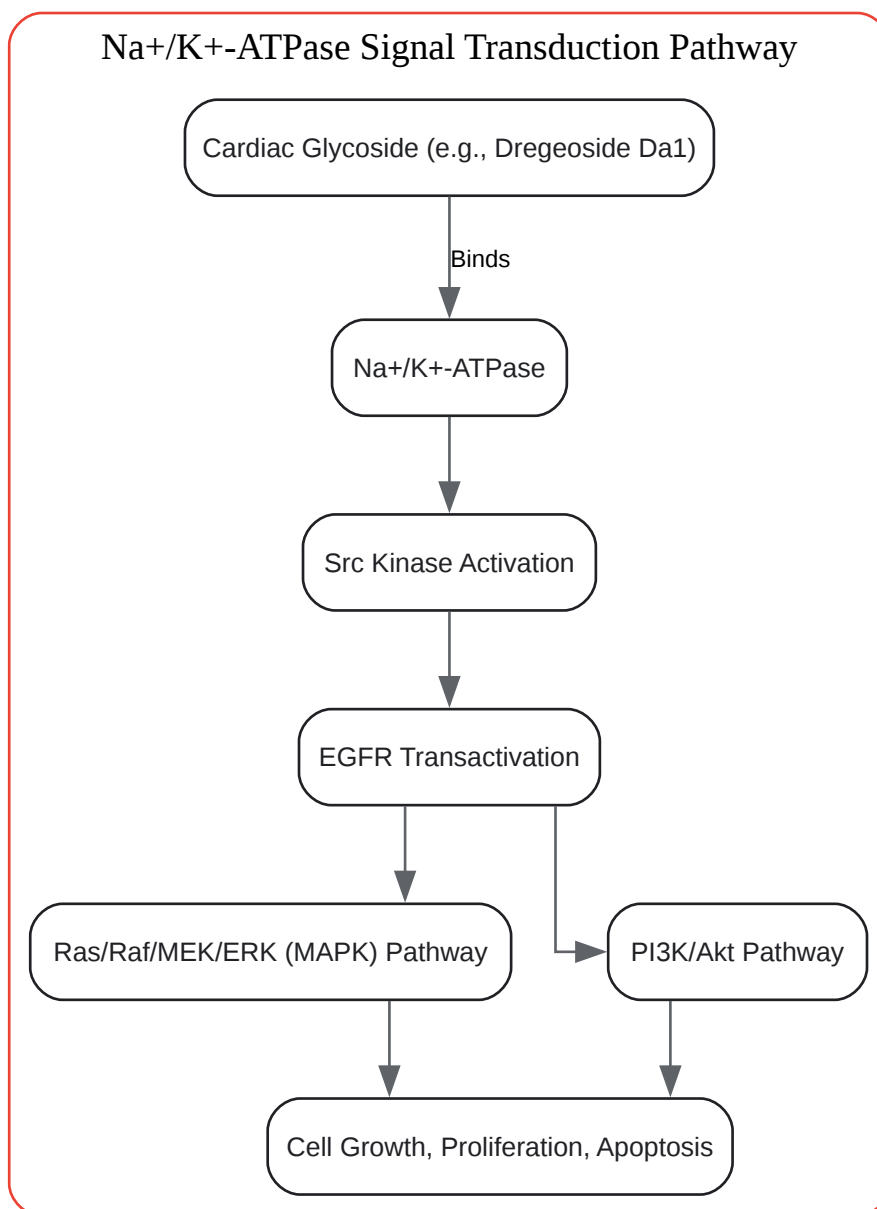 Na+/K+-ATPase Signal Transduction Pathway
Cardiac Glycoside (e.g., Dregeoside Da1)
Binds
Na+/K+-ATPase
Src Kinase Activation
EGFR Transactivation
Ras/Raf/MEK/ERK (MAPK) Pathway
PI3K/Akt Pathway
Cell Growth, Proliferation, Apoptosis